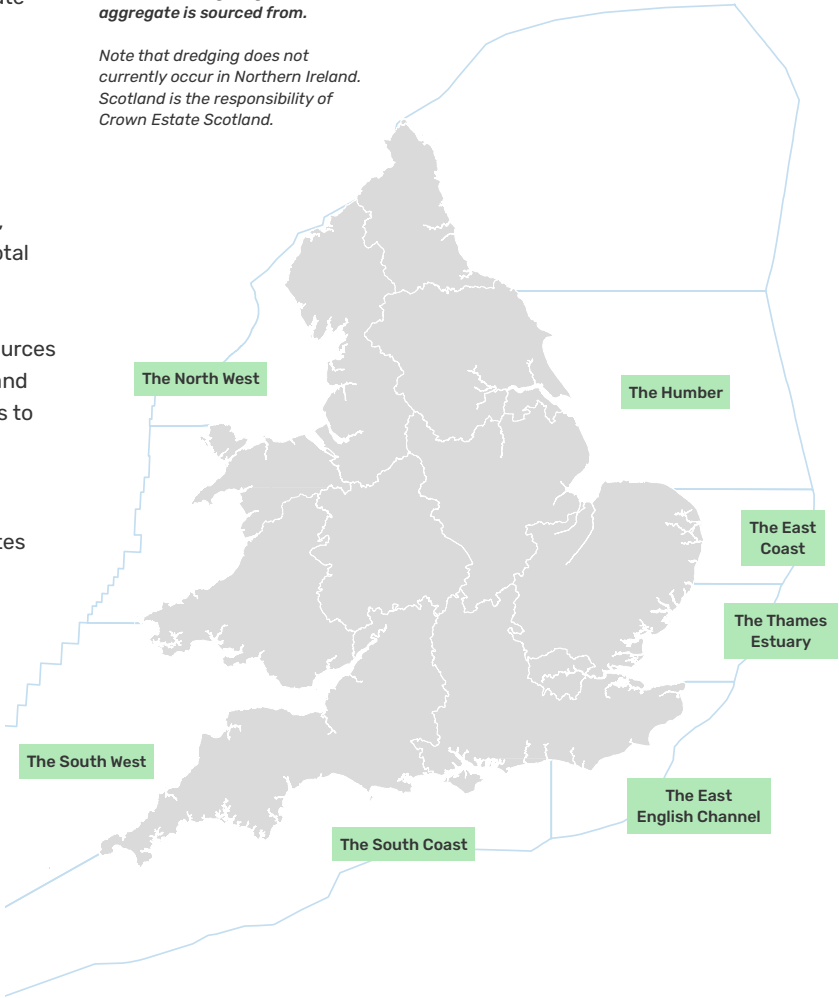 aggregate is sourced from.
Note that dredging does not
currently occur in Northern Ireland.
Scotland is the responsibility of
Crown Estate Scotland.
The North West
The Humber
The East
Coast
The Thames
Estuary
The South West
The East
English Channel
The South Coast